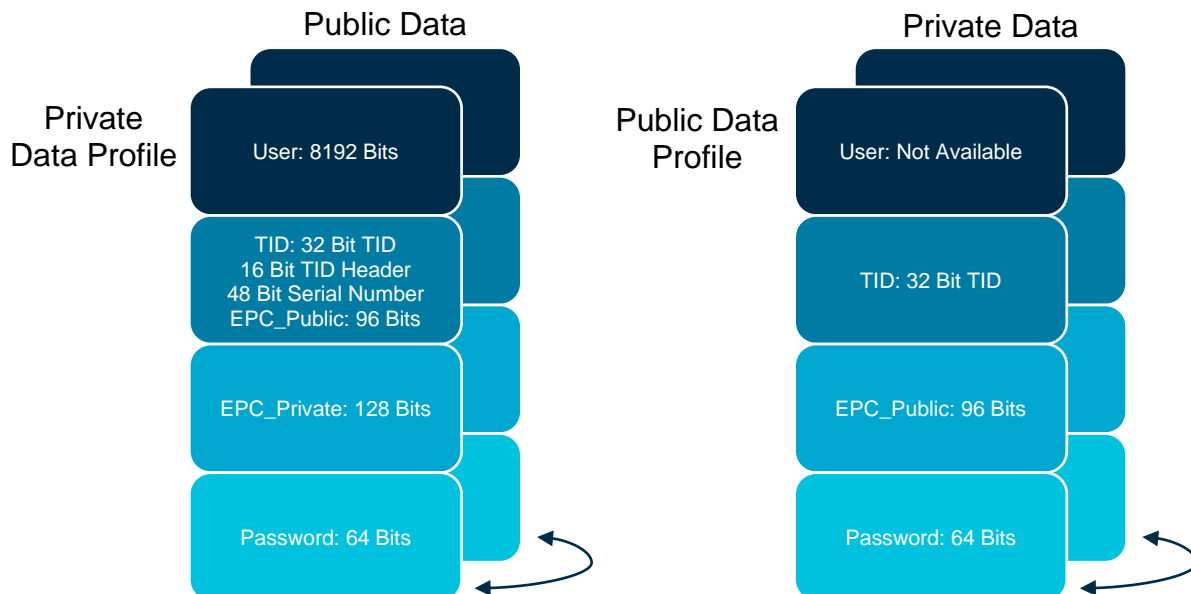 Public Data
Private
Data Profile
User: 8192 Bits
TID: 32 Bit TID
16 Bit TID Header
48 Bit Serial Number
EPC_Public: 96 Bits
EPC_Private: 128 Bits
Password: 64 Bits
Private Data
Public Data
Profile
User: Not Available
TID: 32 Bit TID
EPC_Public: 96 Bits
Password: 64 Bits